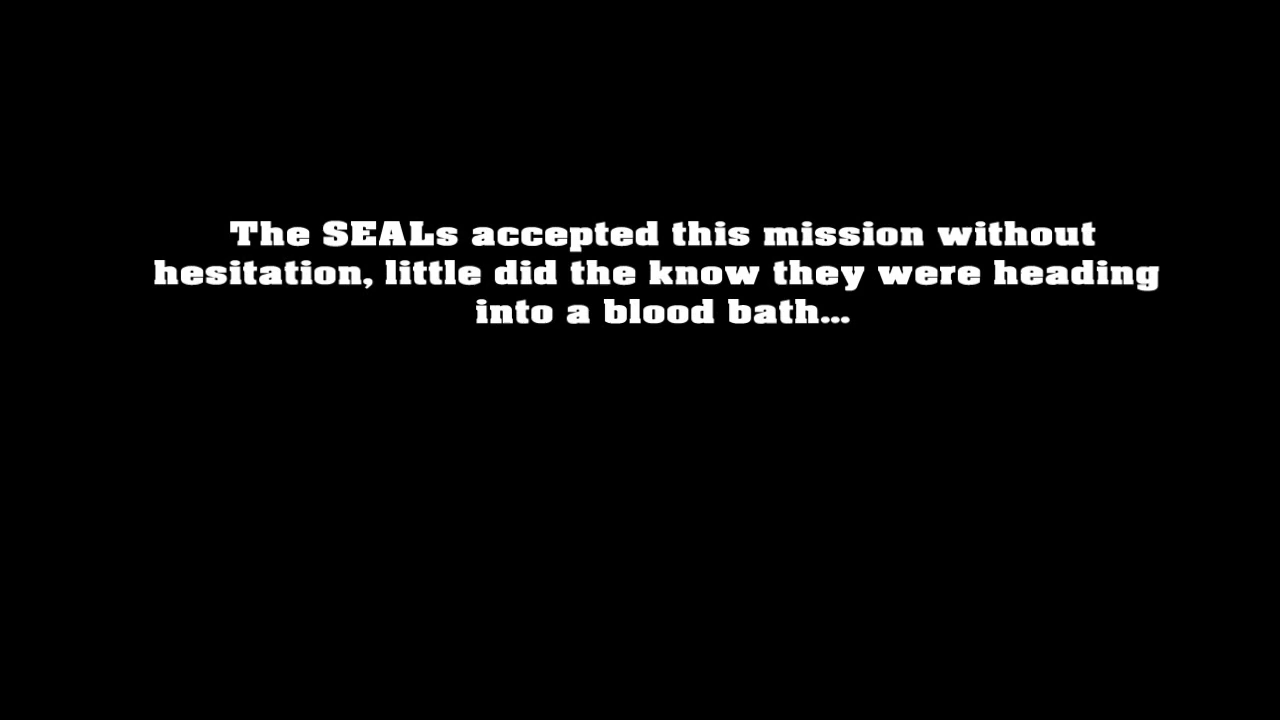 The SEALs accepted this mission without
hesitation, little did the know they were heading
into a blood bath...